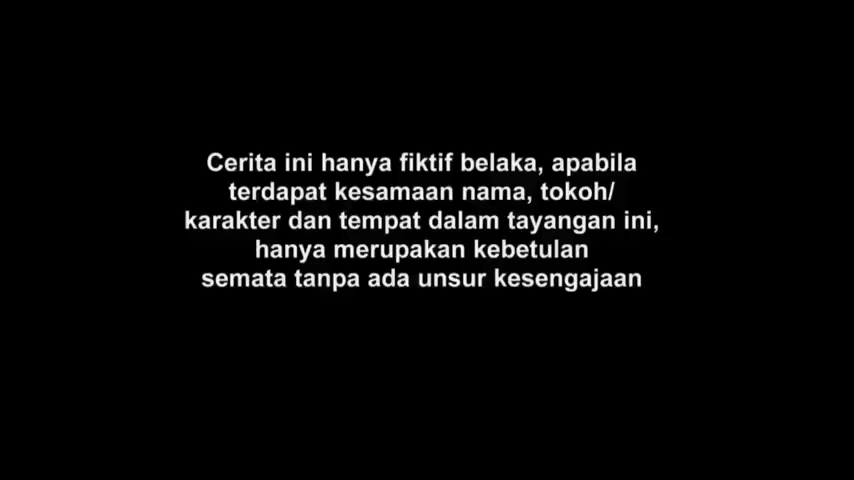 Cerita ini hanya fiktif belaka, apabila
terdapat kesamaan nama, tokoh/
karakter dan tempat dalam tayangan ini,
hanya merupakan kebetulan
semata tanpa ada unsur kesengajaan